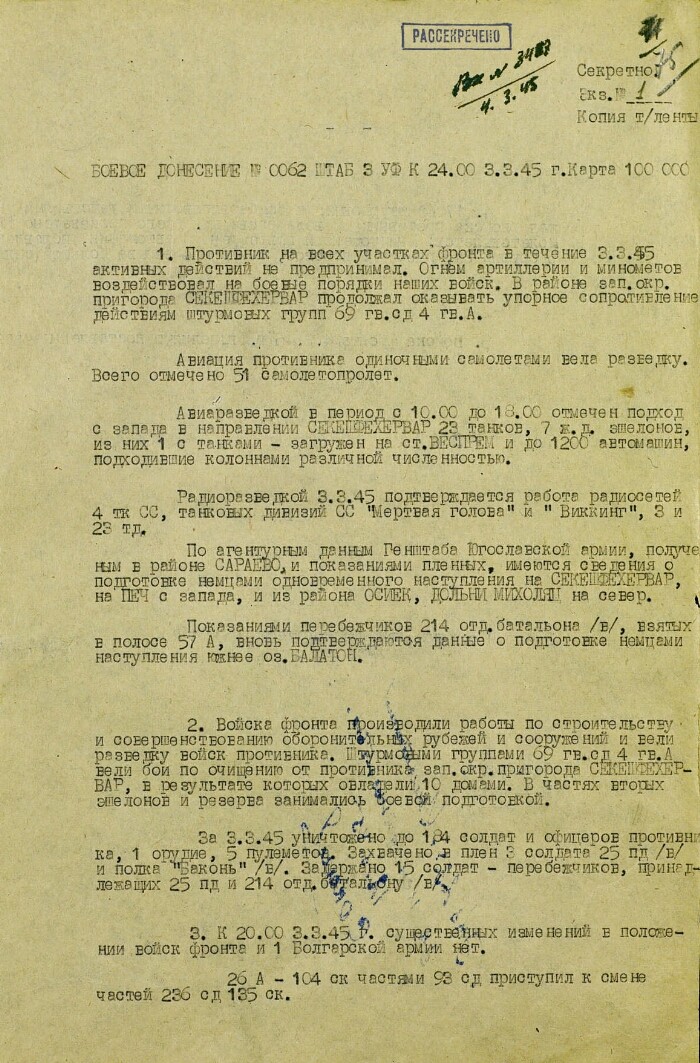 РАССЕКРЕЧЕНО
Вх № 3487
4.3.45
Секретно
Экз.№ 1
Копия т/ленты
БОЕВОЕ ДОНЕСЕНИЕ № 0062 ШТАБ 3 УФ К 24.00 3.3.45 г.Карта 100 000
1. Противник на всех участках фронта в течение 3.3.45
активных действий не предпринимал. Огнем артиллерии и минометов
воздействовал на боевые порядки наших войск. В районе зап.окр.
пригорода СЕКЕШФЕХЕРВАР продолжал оказывать упорное сопротивление
действиям штурмовых групп 69 гв.сд 4 гв.А.
Авиация противника одиночными самолетами вела разведку.
Всего отмечено 51 самолетопролет.
Авиаразведкой в период с 10.00 до 18.00 отмечен подход
с запада в направлении СЕКЕШФЕХЕРВАР 23 танков, 7 ж.д. эшелонов,
из них 1 с танками - загружен на ст.ВЕСПРЕМ и до 1200 автомашин,
подходившие колоннами различной численностью.
Радиоразведкой 3.3.45 подтверждается работа радиосетей
4 тк СС, танковых дивизий СС "Мертвая голова" и " Виккинг", 3 и
23 тд.
По агентурным данным Генштаба Югославской армии, получе
ным в районе САРАЕВО, и показаниями пленных, имеются сведения о
подготовке немцами одновременного наступления на СЕКЕШФЕХЕРВАР,
на ПЕЧ с запада, и из района ОСИЕК, ДОЛЬНИ МИХОЛЯЦ на север.
Показаниями перебежчиков 214 отд.батальона /в/, взятых
в полосе 57 А, вновь подтверждаются данные о подготовке немцами
наступления южнее оз.БАЛАТОН.
2. Войска фронта производили работы по строительству
и совершенствованию оборонительных рубежей и сооружений и вели
разведку войск противника. Штурмовыми группами 69 гв.сд 4 гв.А
вели бои по очищению от противника зап.окр.пригорода СЕКЕШФЕХЕР-
ВАР, в результате которых овладели 10 домами. В частях вторых
эшелонов и резерва занимались боевой подготовкой.
За 3.3.45 уничтожено до 184 солдат и офицеров противни
ка, 1 орудие, 5 пулеметов. Захвачено в плен 3 солдата 25 пд /в/
и полка "Баконь" /в/. Задержано 15 солдат - перебежчиков, принад-
лежащих 25 пд и 214 отд.батальону /в/.
3. К 20.00 3.3.45 г. существенных изменений в положе-
нии войск фронта и 1 Болгарской армии нет.
26 А - 104 ск частями 93 сд приступил к смене
частей 236 сд 135 ск.